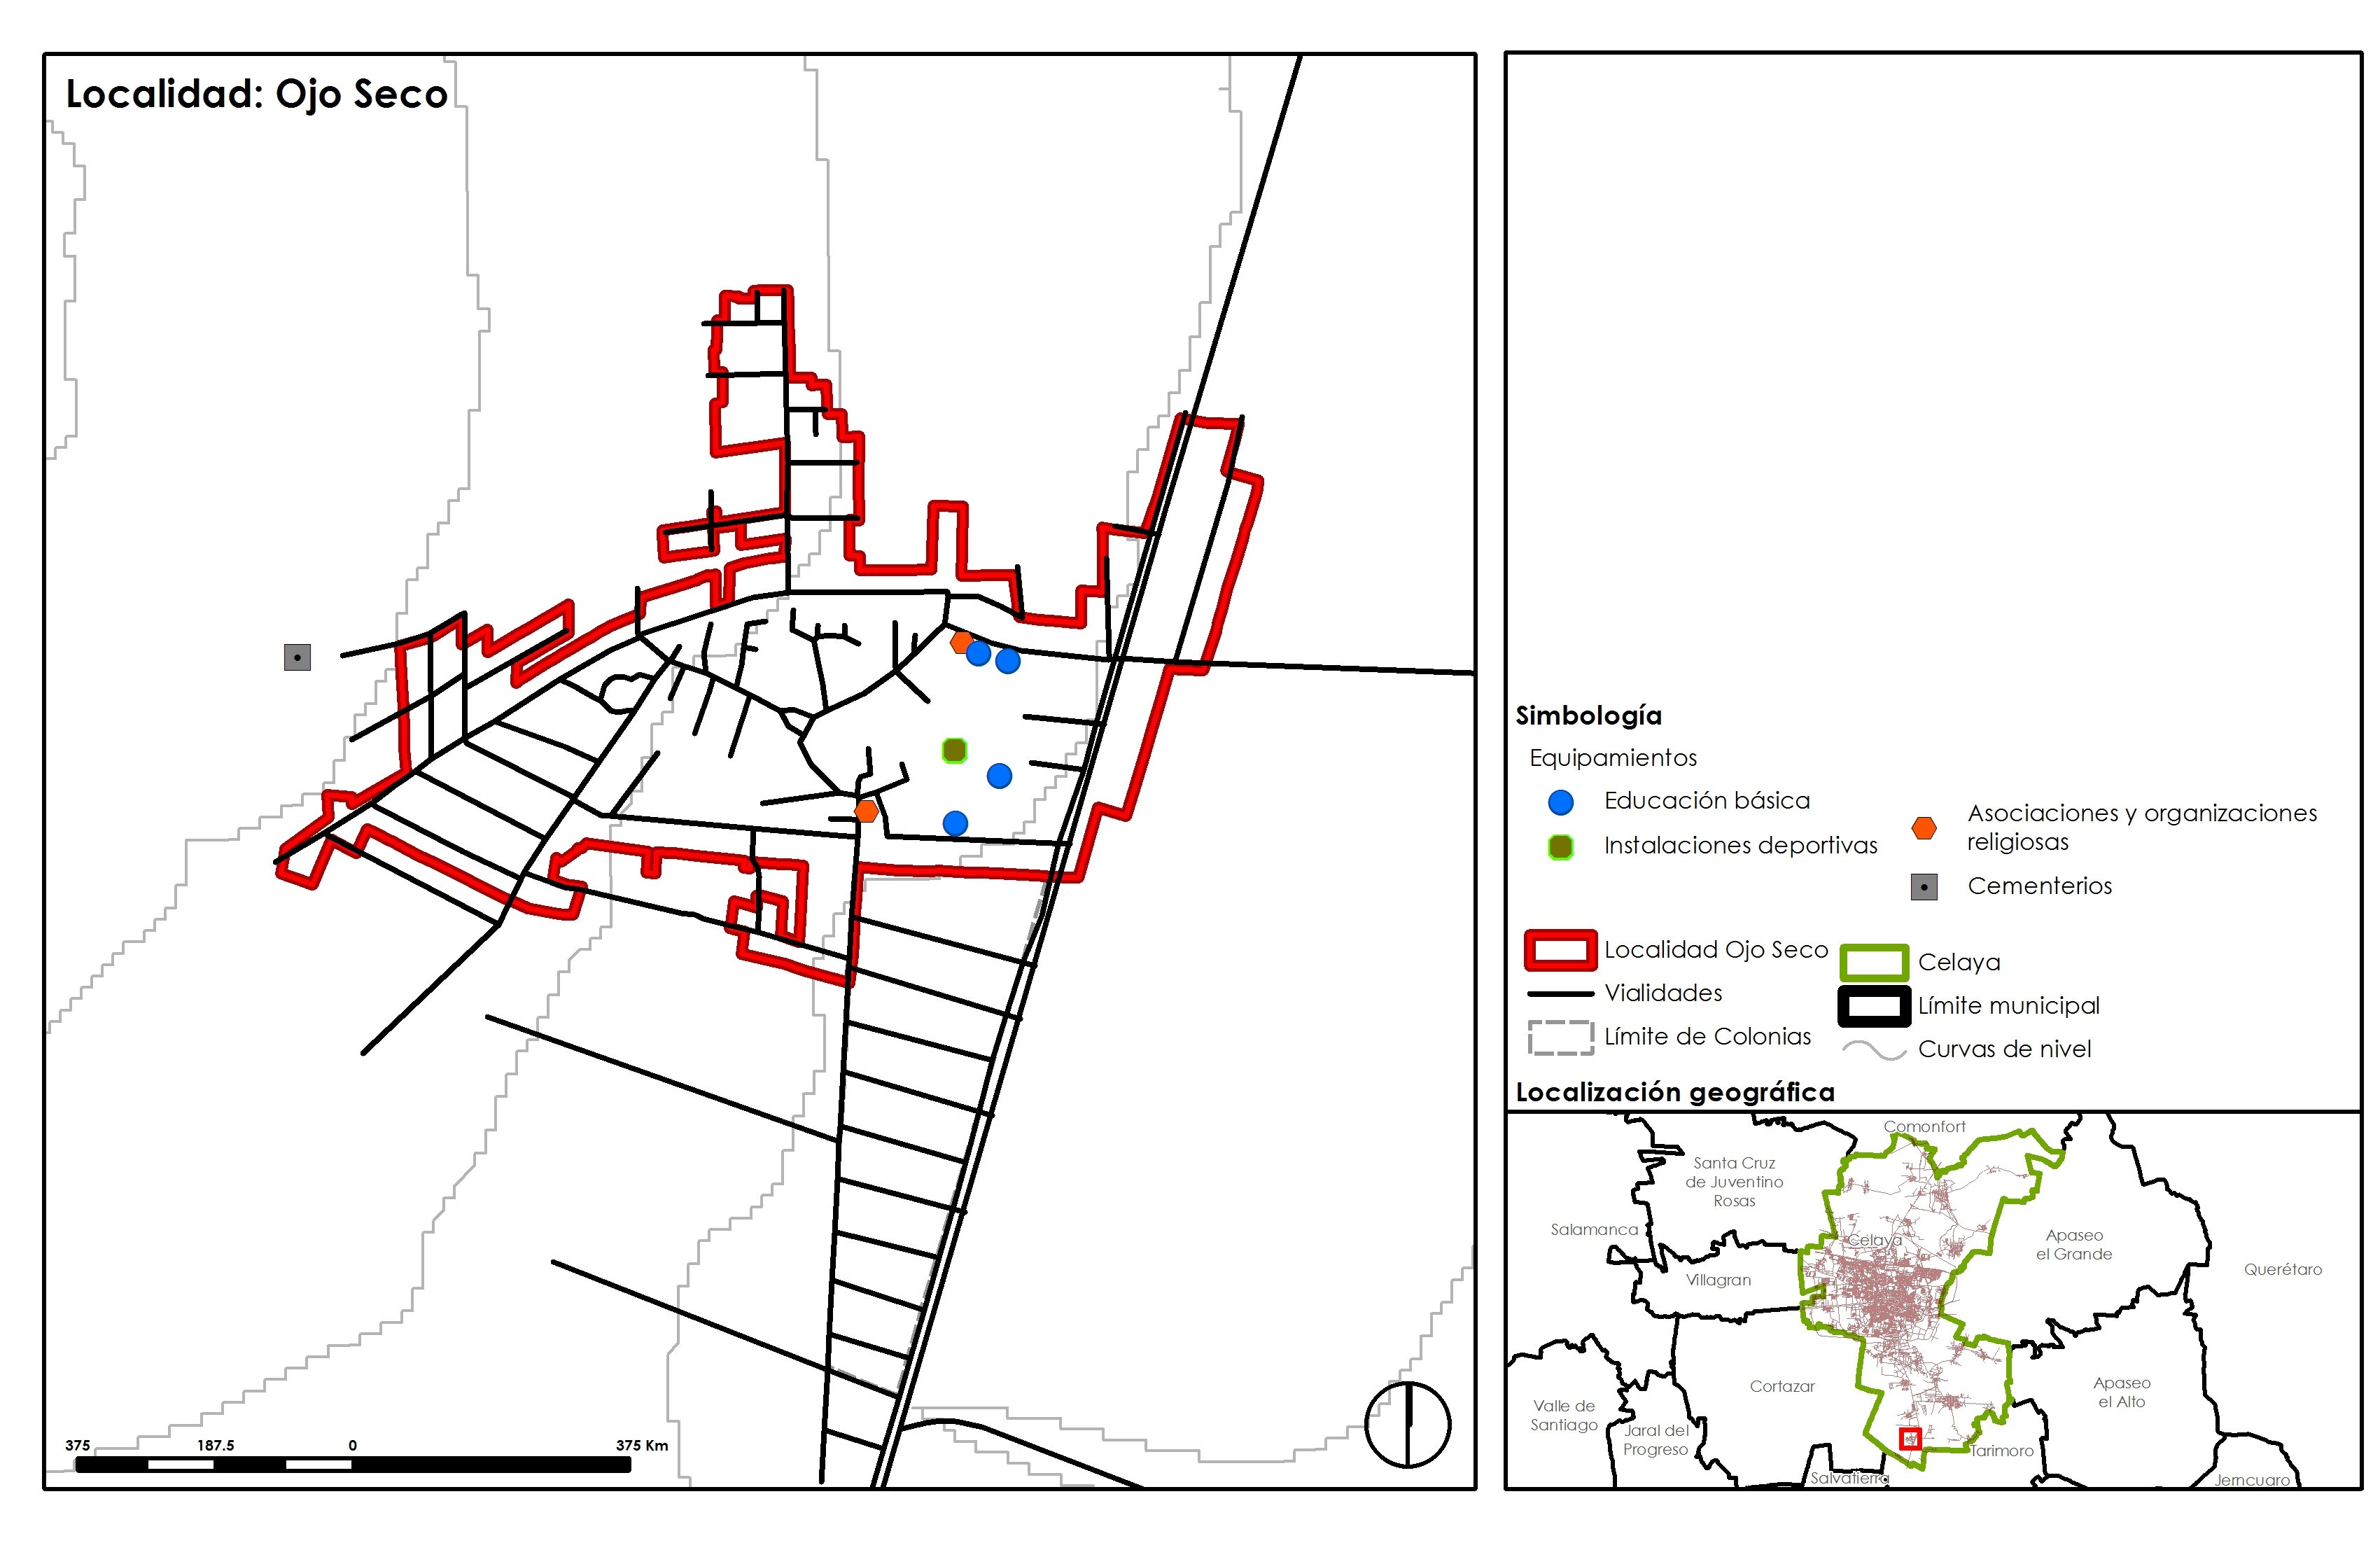 Localidad: Ojo Seco
375
187.5
0
375 Km
Simbología
Equipamientos
Educación básica
Instalaciones deportivas
Asociaciones y organizaciones
religiosas
Cementerios
Localidad Ojo Seco
Vialidades
Límite de Colonias
Celaya
Límite municipal
Curvas de nivel
Localización geográfica
Comonfort
Santa Cruz
de Juventino
Rosas
Salamanca
Celaya
Apaseo
el Grande
Villagran
Querétaro
Cortazar
Apaseo
el Alto
Valle de
Santiago
Jaral del
Progreso
Tarimoro
Salvatierra
Jerncuaro